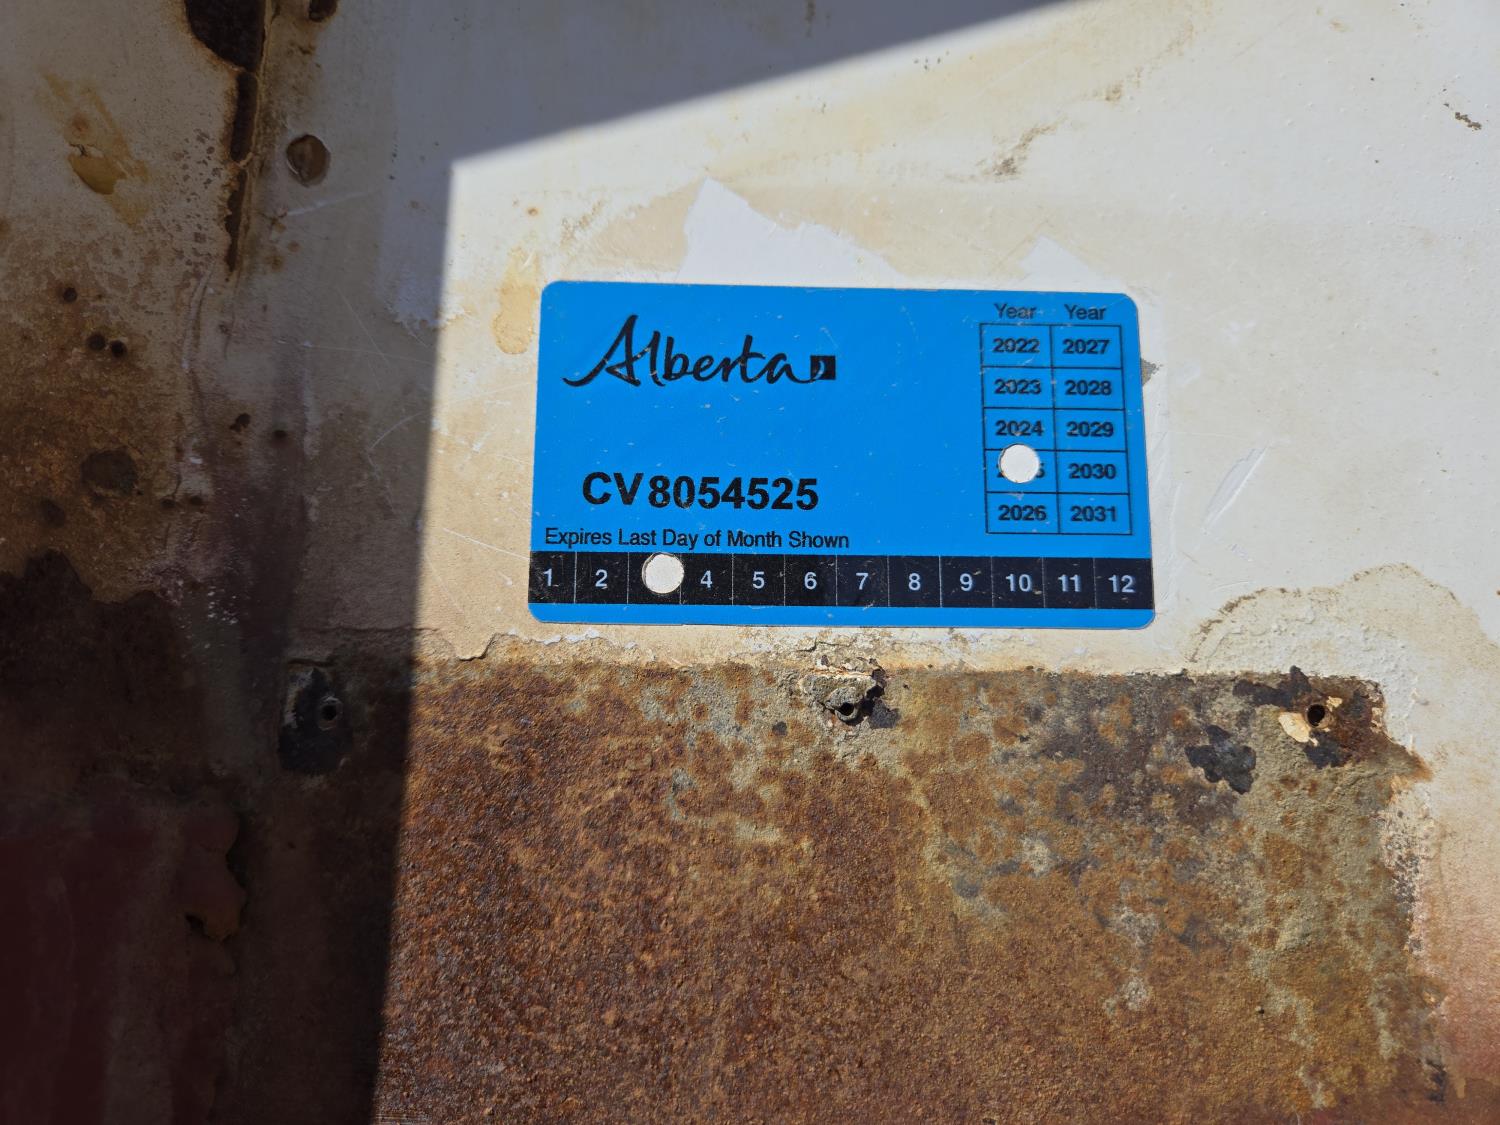 Alberta
Year Year
2022 2027
2023 2028
2024 2029
2030
2026 2031
CV8054525
Expires Last Day of Month Shown
1 2 4 5 6 7 8 9 10 11 12